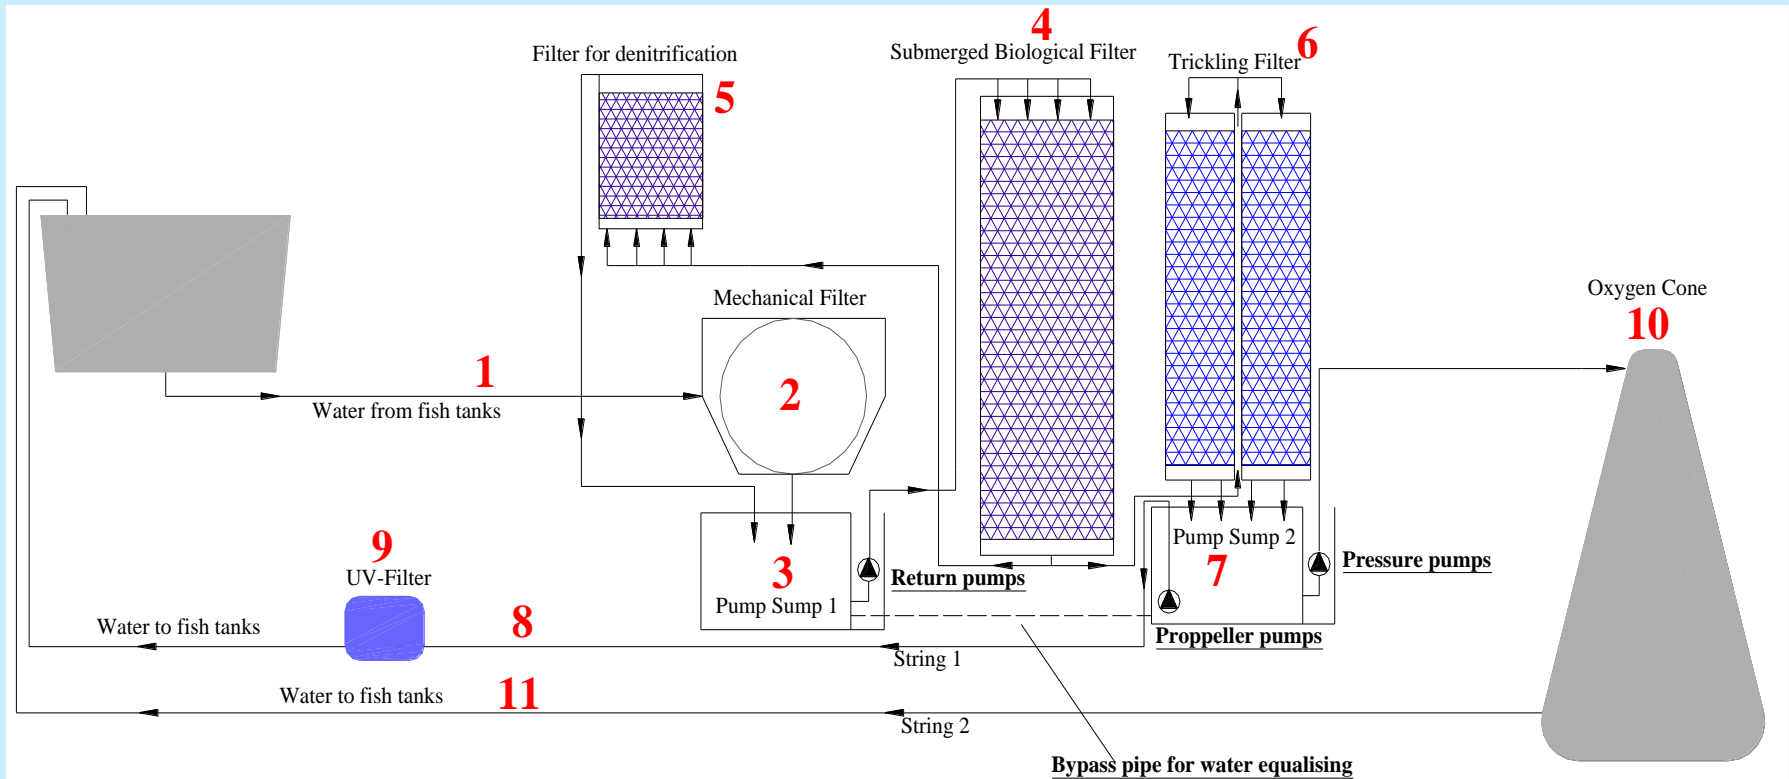 4
Submerged Biological Filter
6
Trickling Filter
Filter for denitrification
5
Oxygen Cone
10
Mechanical Filter
2
1
Water from fish tanks
Pump Sump 2
7
Pressure pumps
3
Pump Sump 1
Return pumps
9
UV-Filter
8
Water to fish tanks
Proppeller pumps
String 1
Water to fish tanks
11
String 2
Bypass pipe for water equalising